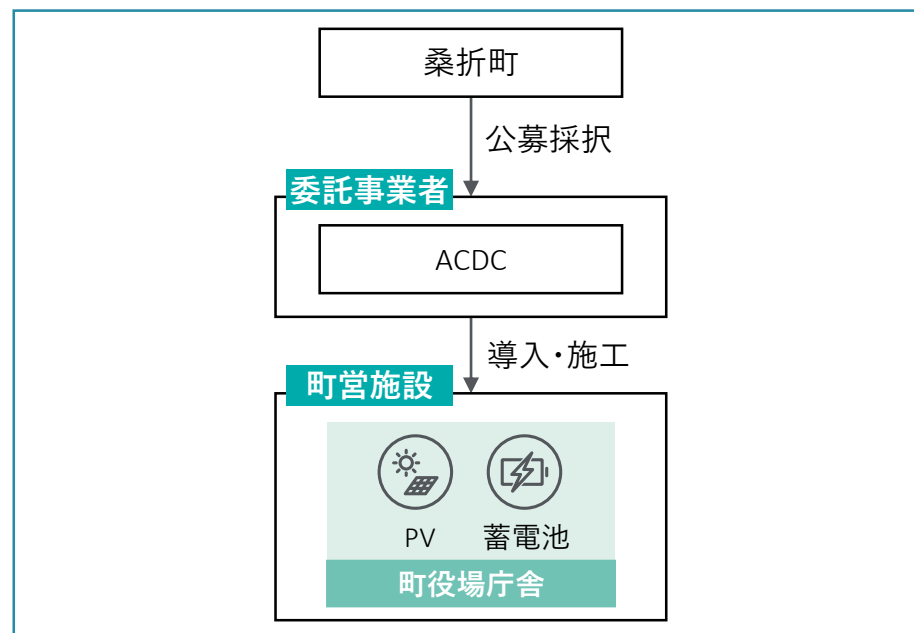 桑折町
公募採択
委託事業者
ACDC
導入・施工
町営施設
PV
蓄電池
町役場庁舎